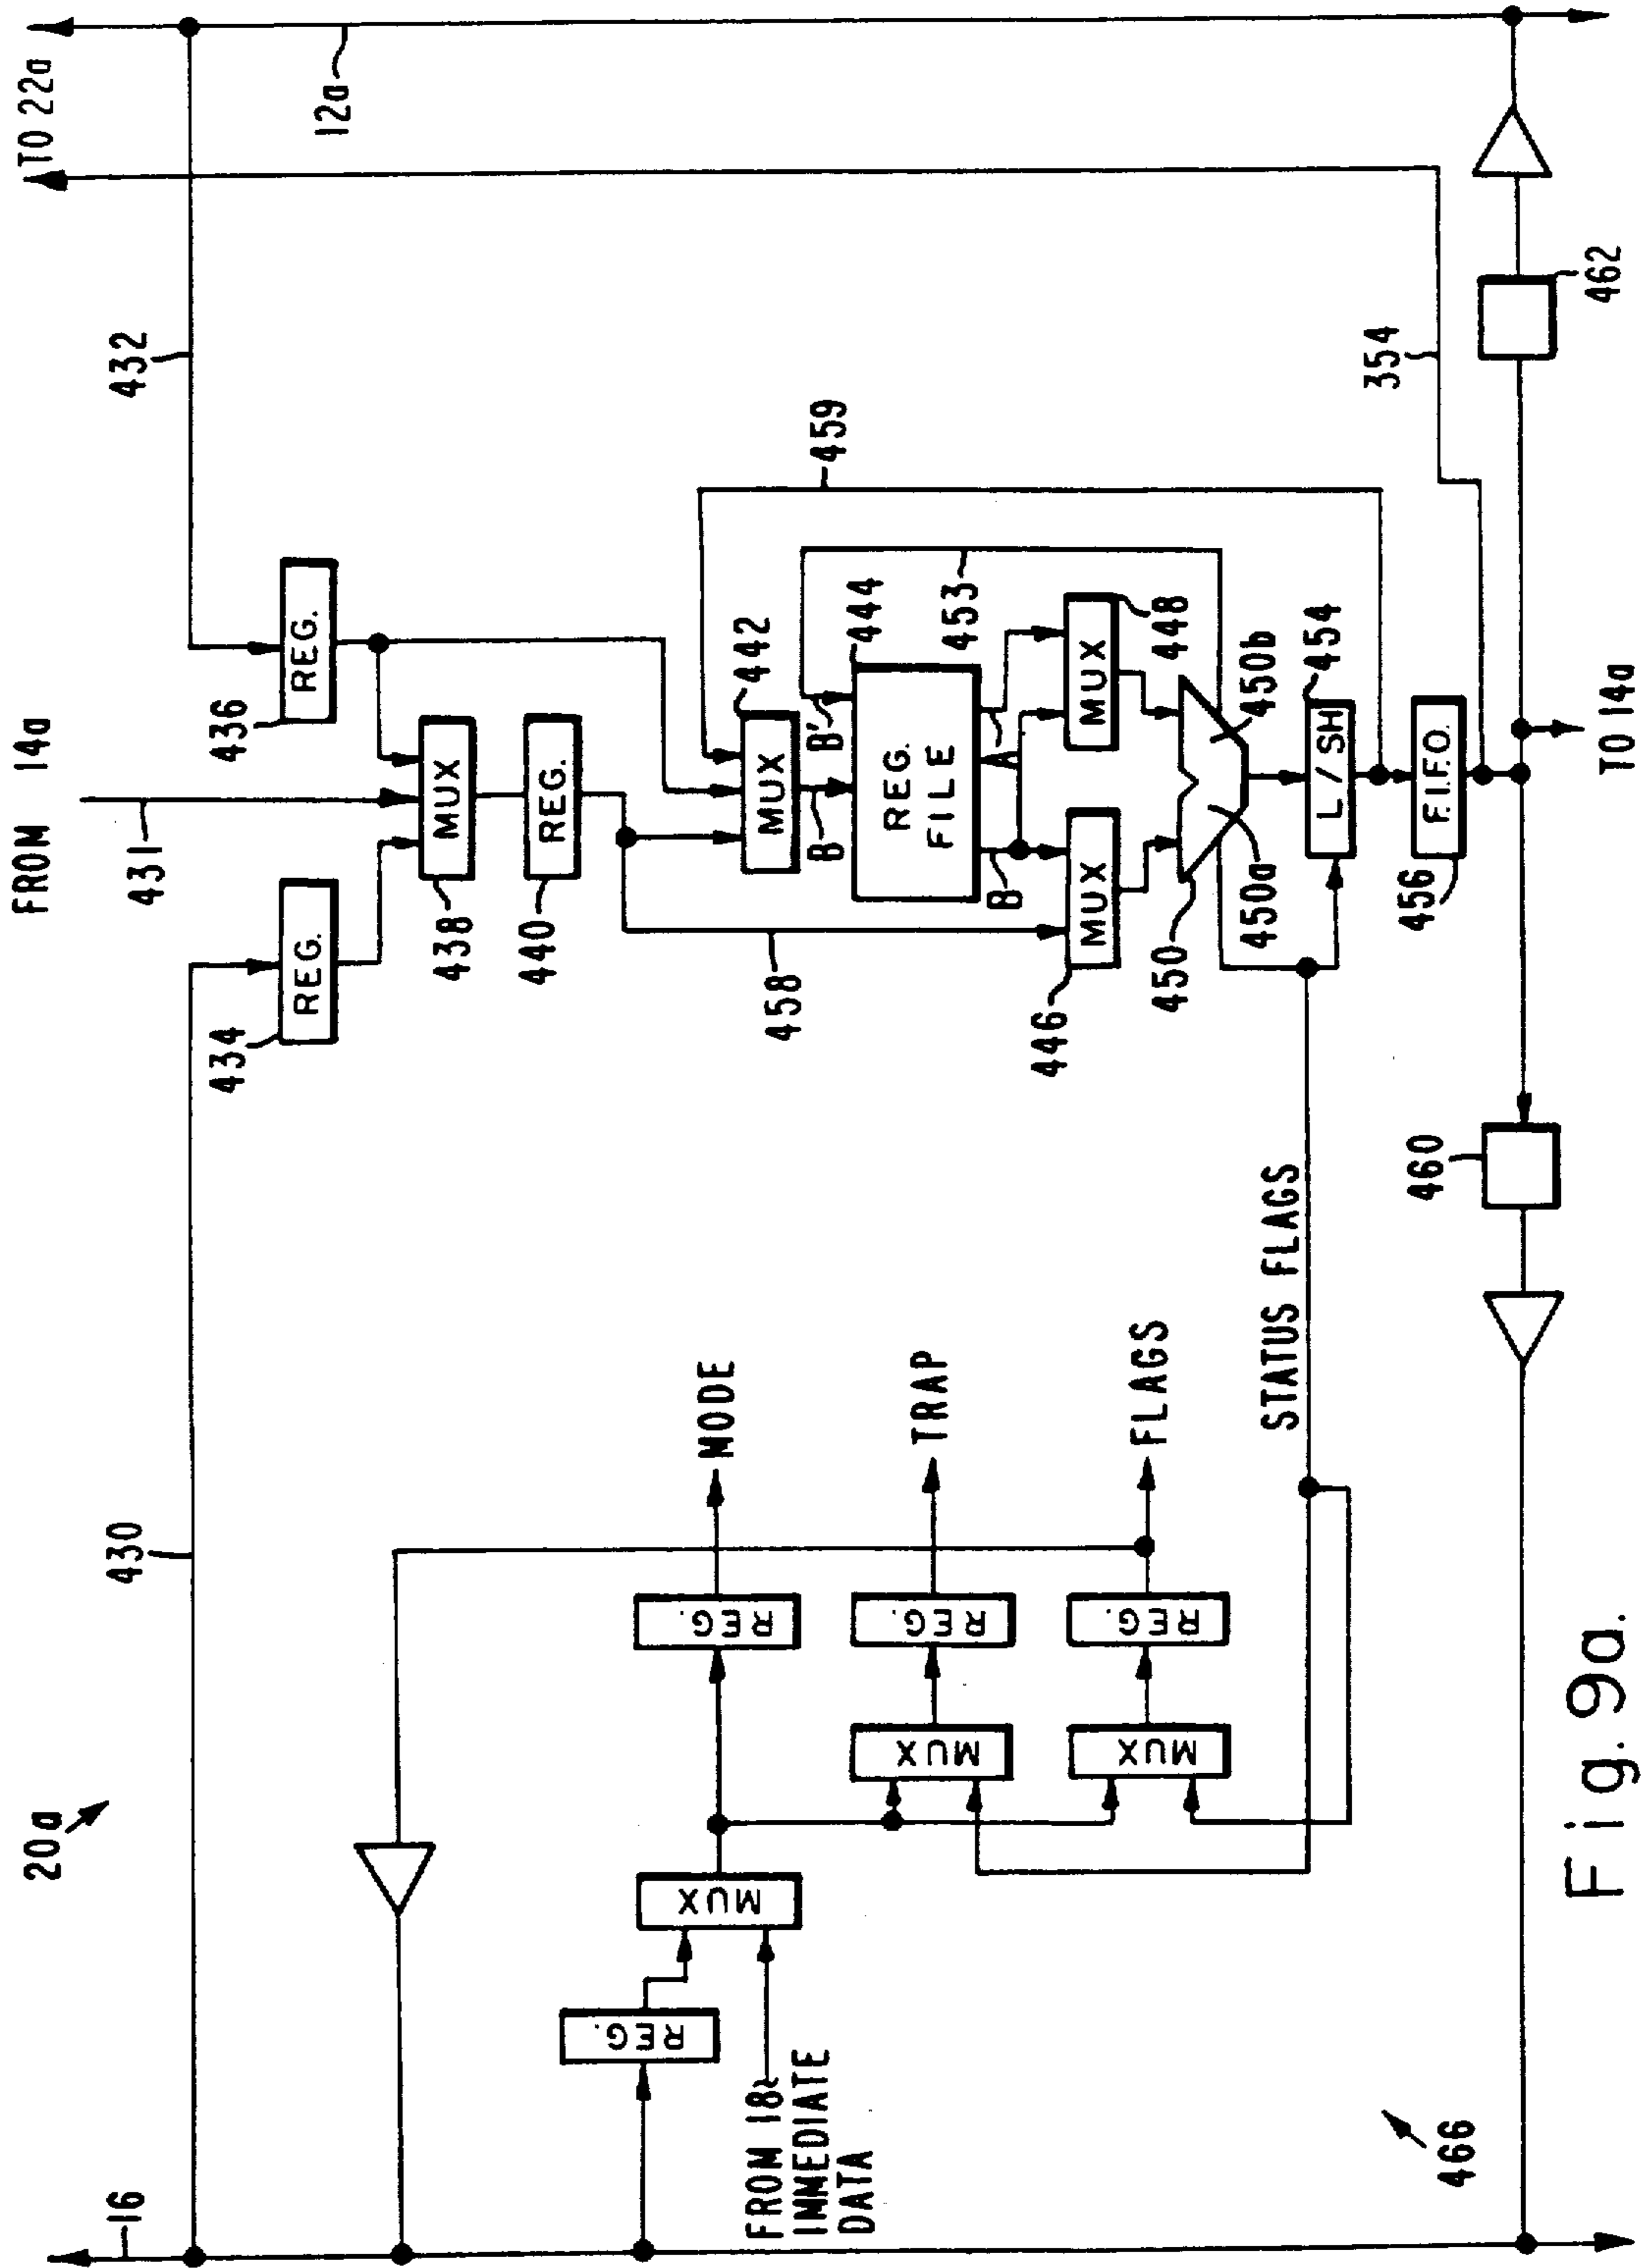 FROM 14a
TO 22a
20a
16
430
431
432
12a
434
REG.
436
REG.
438
MUX
440
REG.
442
MUX
459
B
B'
444
REG.
FILE
453
458
B
A
446
MUX
448
MUX
450
450a
450b
454
L/SH
456
F.I.F.O.
354
460
462
TO 14a
STATUS FLAGS
MODE
TRAP
FLAGS
REG.
REG.
REG.
MUX
MUX
MUX
REG.
FROM 18
IMMEDIATE
DATA
466
Fig. 9a.